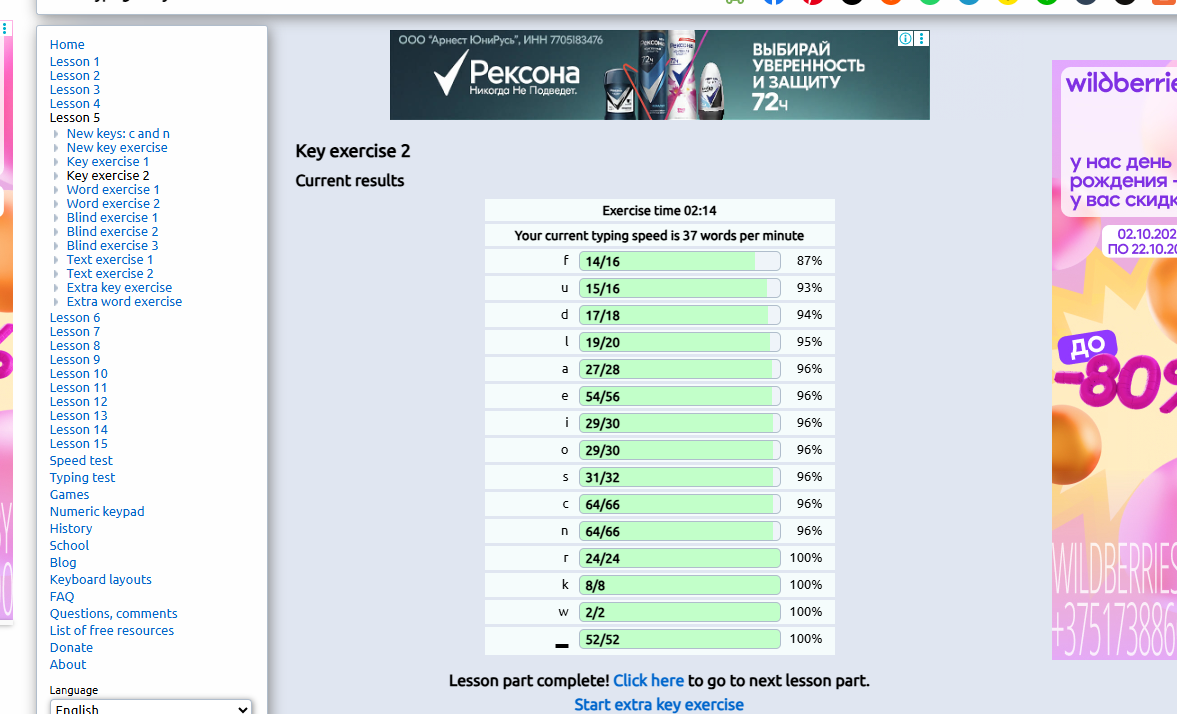 Home
Lesson 1
Lesson 2
Lesson 3
Lesson 4
Lesson 5
New keys: c and n
New key exercise
Key exercise 1
Key exercise 2
Word exercise 1
Word exercise 2
Blind exercise 1
Blind exercise 2
Blind exercise 3
Text exercise 1
Text exercise 2
Extra key exercise
Extra word exercise
Lesson 6
Lesson 7
Lesson 8
Lesson 9
Lesson 10
Lesson 11
Lesson 12
Lesson 13
Lesson 14
Lesson 15
Speed test
Typing test
Games
Numeric keypad
History
School
Blog
Keyboard layouts
FAQ
Questions, comments
List of free resources
Donate
About
Language
English
ООО "Арнест ЮниРусь", ИНН 7705183476
Рексона
Никогда Не Подведет.
ВЫБИРАЙ
УВЕРЕННОСТЬ
И ЗАЩИТУ
72ч
Key exercise 2
Current results
Exercise time 02:14
Your current typing speed is 37 words per minute
f 14/16 87%
u 15/16 93%
d 17/18 94%
l 19/20 95%
a 27/28 96%
e 54/56 96%
i 29/30 96%
o 29/30 96%
s 31/32 96%
c 64/66 96%
n 64/66 96%
r 24/24 100%
k 8/8 100%
w 2/2 100%
_ 52/52 100%
Lesson part complete! Click here to go to next lesson part.
Start extra key exercise
wildberrie
у нас день
рождения -
у вас скидк
02.10.202
ПО 22.10.20
ДО
-80%
WILDBERRIES
+375173886